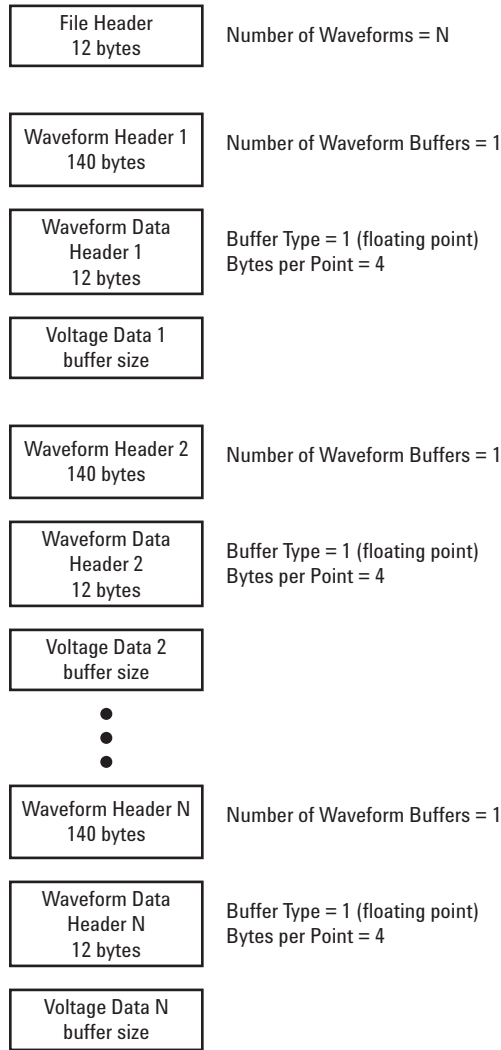 File Header
12 bytes
Number of Waveforms = N
Waveform Header 1
140 bytes
Number of Waveform Buffers = 1
Waveform Data
Header 1
12 bytes
Buffer Type = 1 (floating point)
Bytes per Point = 4
Voltage Data 1
buffer size
Waveform Header 2
140 bytes
Number of Waveform Buffers = 1
Waveform Data
Header 2
12 bytes
Buffer Type = 1 (floating point)
Bytes per Point = 4
Voltage Data 2
buffer size
Waveform Header N
140 bytes
Number of Waveform Buffers = 1
Waveform Data
Header N
12 bytes
Buffer Type = 1 (floating point)
Bytes per Point = 4
Voltage Data N
buffer size